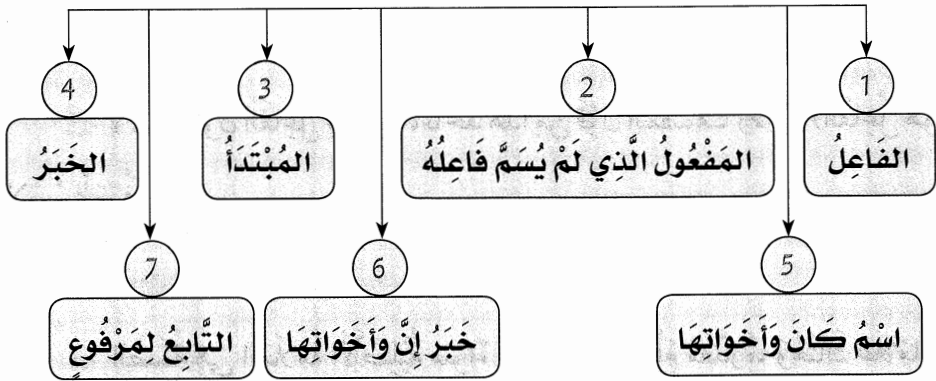 1
الفَاعِلُ
2
المَفْعُولُ الَّذِي لَمْ يُسَمَّ فَاعِلُهُ
3
المُبْتَدَأُ
4
الخَبَرُ
5
اسْمُ كَانَ وَأَخَوَاتِهَا
6
خَبَرُ إِنَّ وَأَخَوَاتِهَا
7
التَّابِعُ لِمَرْفُوعٍ